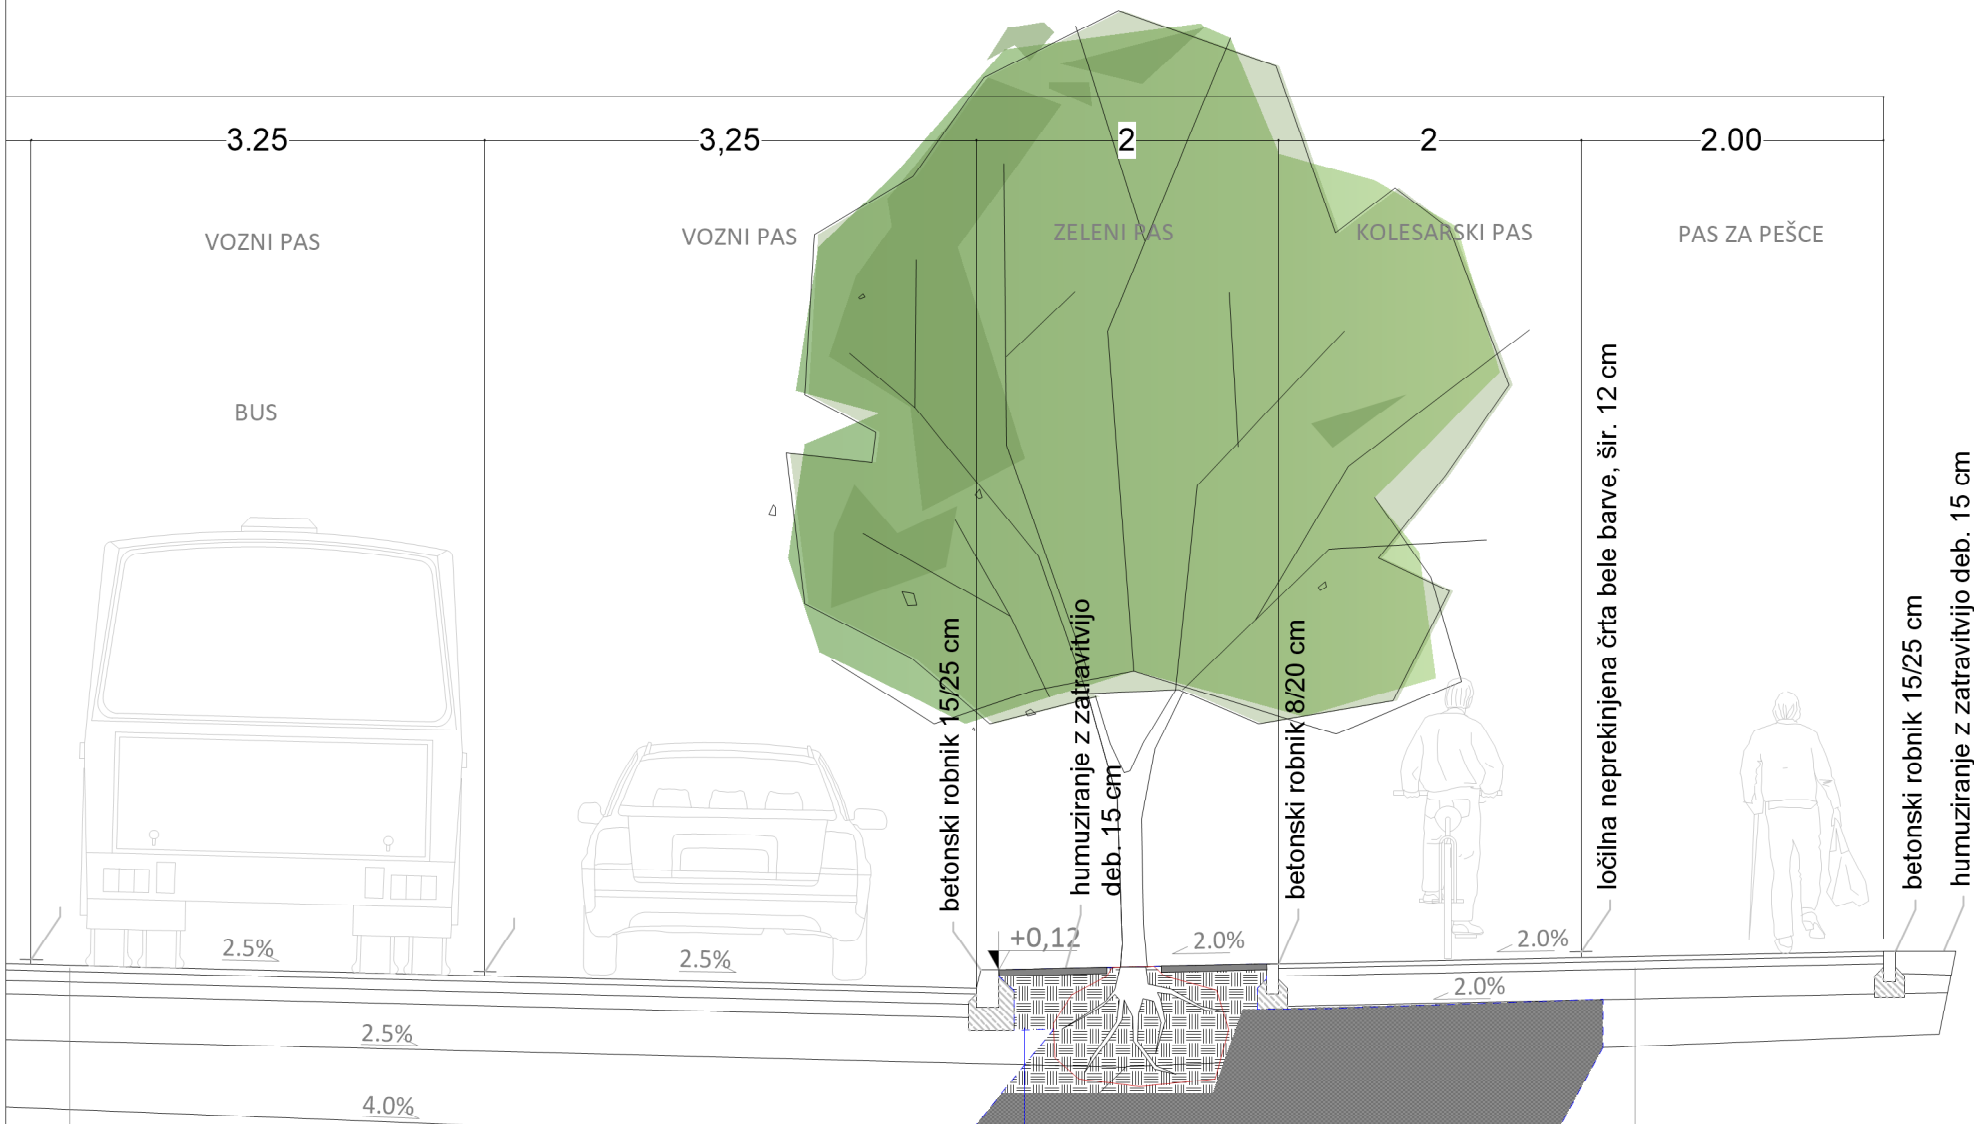 3.25
3,25
2
2
2.00
VOZNI PAS
VOZNI PAS
ZELENI PAS
KOLESARSKI PAS
PAS ZA PEŠCE
BUS
betonski robnik 15/25 cm
humuziranje z zatravitvijo
deb. 15 cm
betonski robnik 8/20 cm
ločilna neprekinjena črta bele barve, šir. 12 cm
betonski robnik 15/25 cm
humuziranje z zatravitvijo deb. 15 cm
+0,12
2.5%
2.5%
2.0%
2.0%
2.0%
2.5%
4.0%